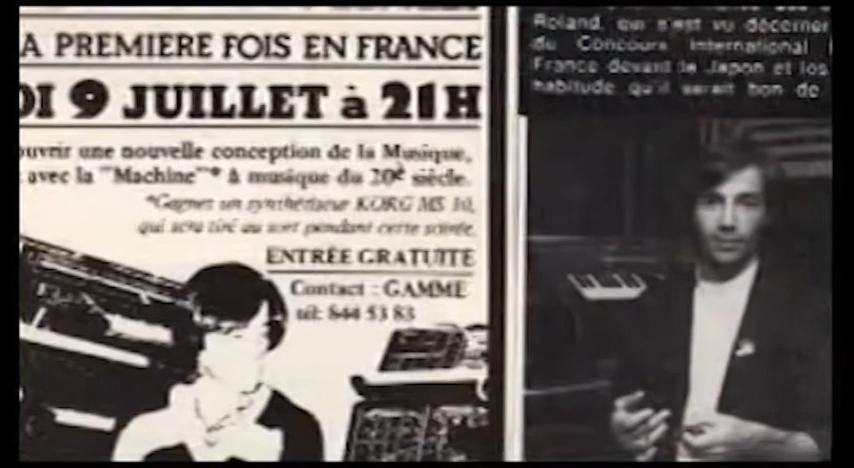 A PREMIERE FOIS EN FRANCE
DI 9 JUILLET à 21H
ouvrir une nouvelle conception de la Musique,
avec la "Machine"* à musique du 20e siècle.
*Gagnez un synthétiseur KORG MS 10,
qui sera tiré au sort pendant cette soirée.
ENTRÉE GRATUITE
Contact : GAMME
tél: 844 53 83
Roland, qui s'est vu décerner
du Concours International
France devant le Japon et les
habitude qu'il serait bon de